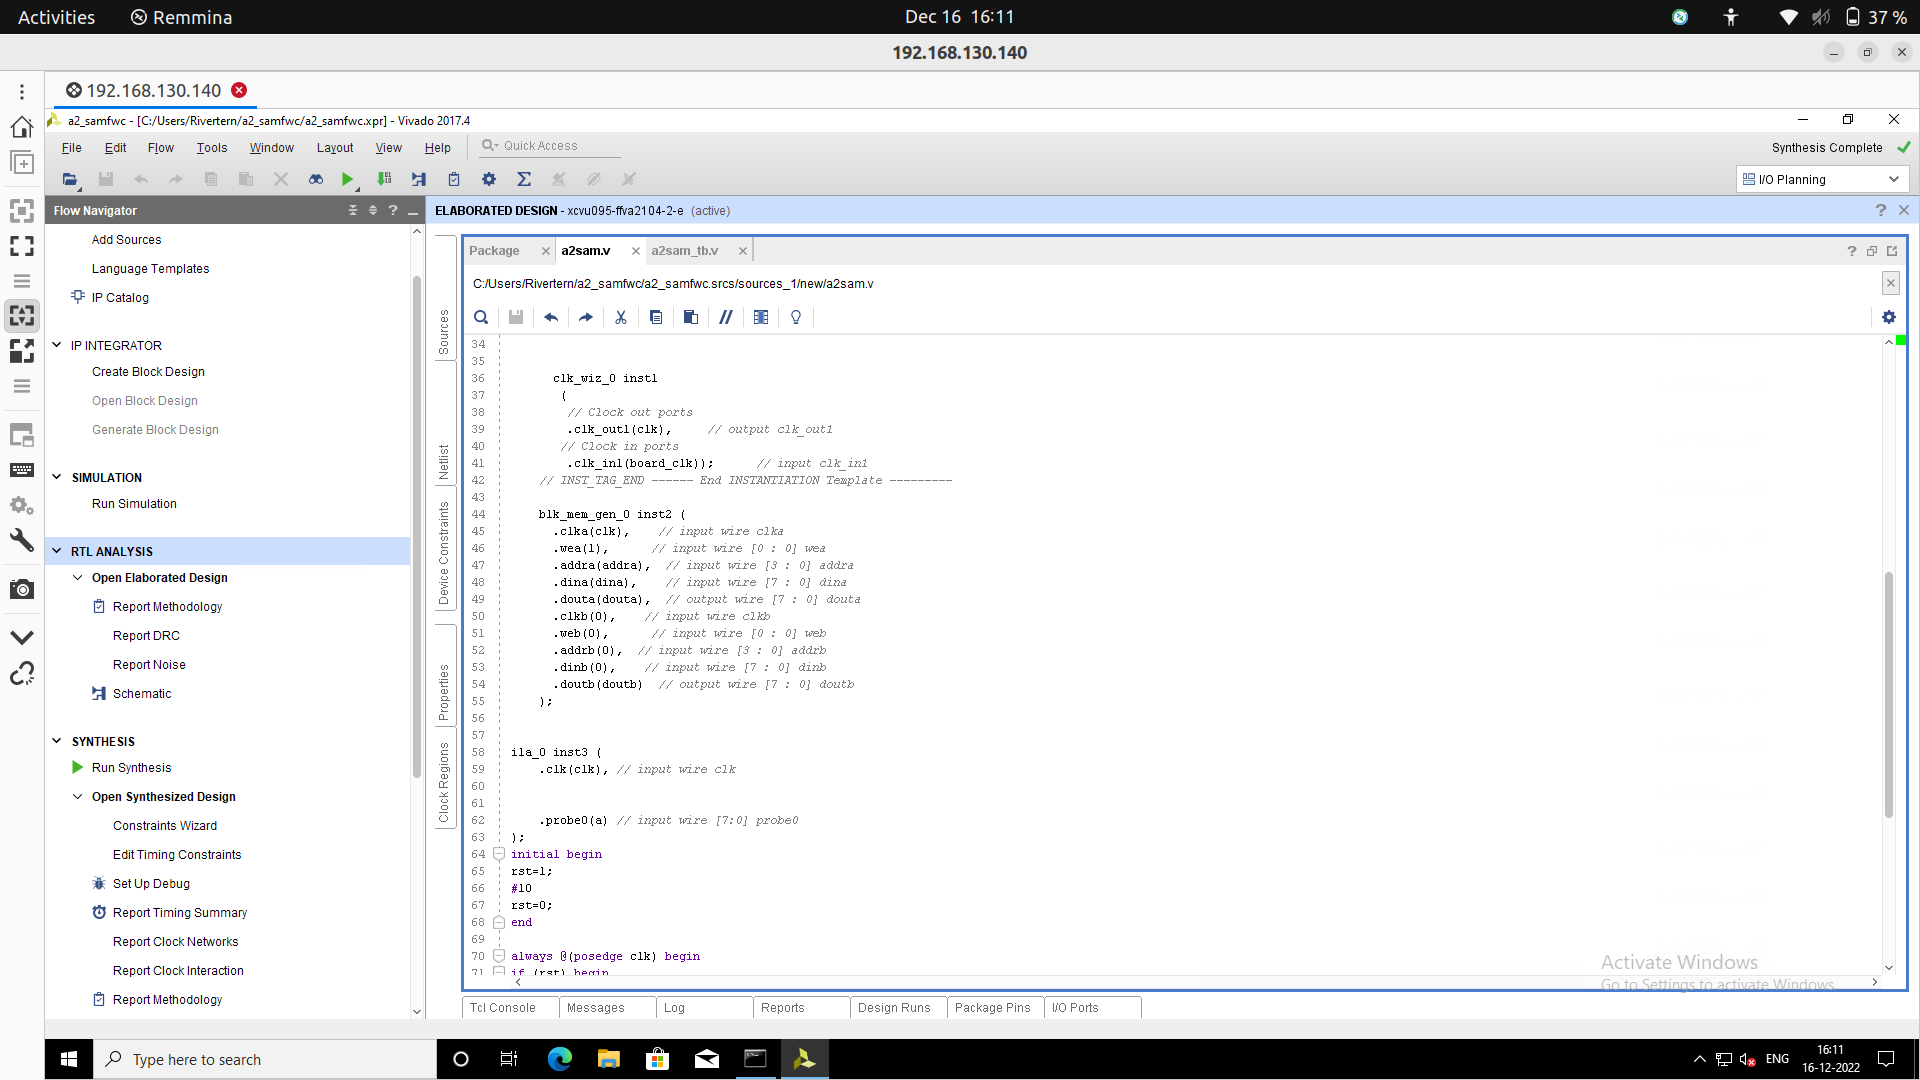 Activities
Remmina
Dec 16 16:11
37 %
192.168.130.140
192.168.130.140
a2_samfwc - [C:/Users/Rivertern/a2_samfwc/a2_samfwc.xpr] - Vivado 2017.4
File Edit Flow Tools Window Layout View Help Quick Access
Synthesis Complete
I/O Planning
Flow Navigator
Add Sources
Language Templates
IP Catalog
IP INTEGRATOR
Create Block Design
Open Block Design
Generate Block Design
SIMULATION
Run Simulation
RTL ANALYSIS
Open Elaborated Design
Report Methodology
Report DRC
Report Noise
Schematic
SYNTHESIS
Run Synthesis
Open Synthesized Design
Constraints Wizard
Edit Timing Constraints
Set Up Debug
Report Timing Summary
Report Clock Networks
Report Clock Interaction
Report Methodology
ELABORATED DESIGN - xcvu095-ffva2104-2-e (active)
Sources
Netlist
Device Constraints
Properties
Clock Regions
Package
a2sam.v
a2sam_tb.v
C:/Users/Rivertern/a2_samfwc/a2_samfwc.srcs/sources_1/new/a2sam.v
34
35
36 clk_wiz_0 inst1
37 (
38 // Clock out ports
39 .clk_out1(clk), // output clk_out1
40 // Clock in ports
41 .clk_in1(board_clk)); // input clk_in1
42 // INST_TAG_END ------ End INSTANTIATION Template ---------
43
44 blk_mem_gen_0 inst2 (
45 .clka(clk), // input wire clka
46 .wea(1), // input wire [0 : 0] wea
47 .addra(addra), // input wire [3 : 0] addra
48 .dina(dina), // input wire [7 : 0] dina
49 .douta(douta), // output wire [7 : 0] douta
50 .clkb(0), // input wire clkb
51 .web(0), // input wire [0 : 0] web
52 .addrb(0), // input wire [3 : 0] addrb
53 .dinb(0), // input wire [7 : 0] dinb
54 .doutb(doutb) // output wire [7 : 0] doutb
55 );
56
57
58 ila_0 inst3 (
59 .clk(clk), // input wire clk
60
61
62 .probe0(a) // input wire [7:0] probe0
63 );
64 initial begin
65 rst=1;
66 #10
67 rst=0;
68 end
69
70 always @(posedge clk) begin
71 if (rst) begin
Activate Windows
Go to Settings to activate Windows.
Tcl Console
Messages
Log
Reports
Design Runs
Package Pins
I/O Ports
Type here to search
ENG
16:11
16-12-2022